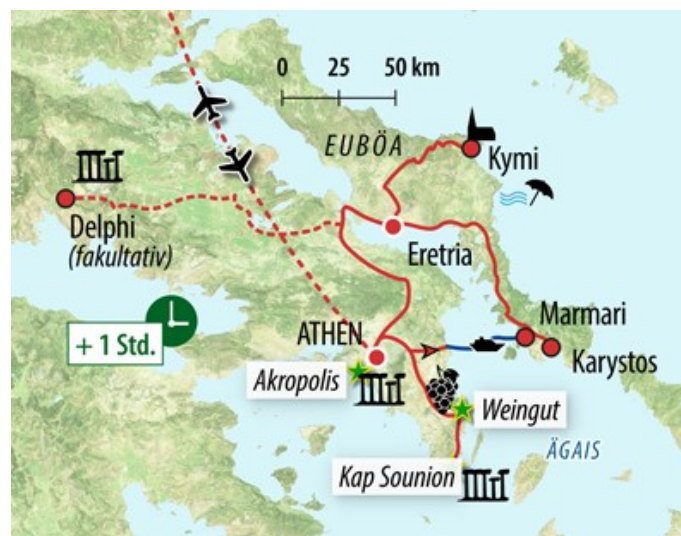 0 25 50 km
EUBÖA
Kymi
Delphi
(fakultativ)
Eretria
+ 1 Std.
ATHEN
Marmari
Karystos
Akropolis
Weingut
ÄGAIS
Kap Sounion